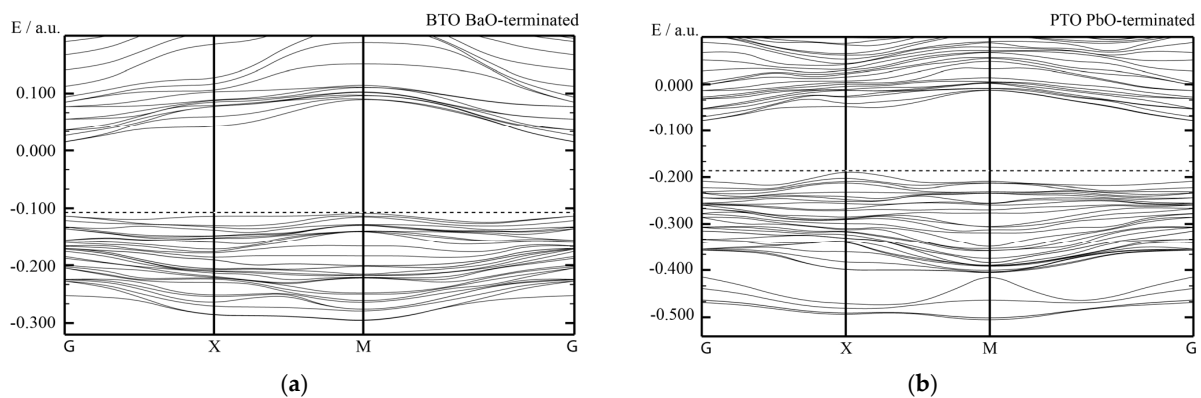 E / a.u.
BTO BaO-terminated
0.100
0.000
-0.100
-0.200
-0.300
G
X
M
G
(a)
E / a.u.
PTO PbO-terminated
0.000
-0.100
-0.200
-0.300
-0.400
-0.500
G
X
M
G
(b)